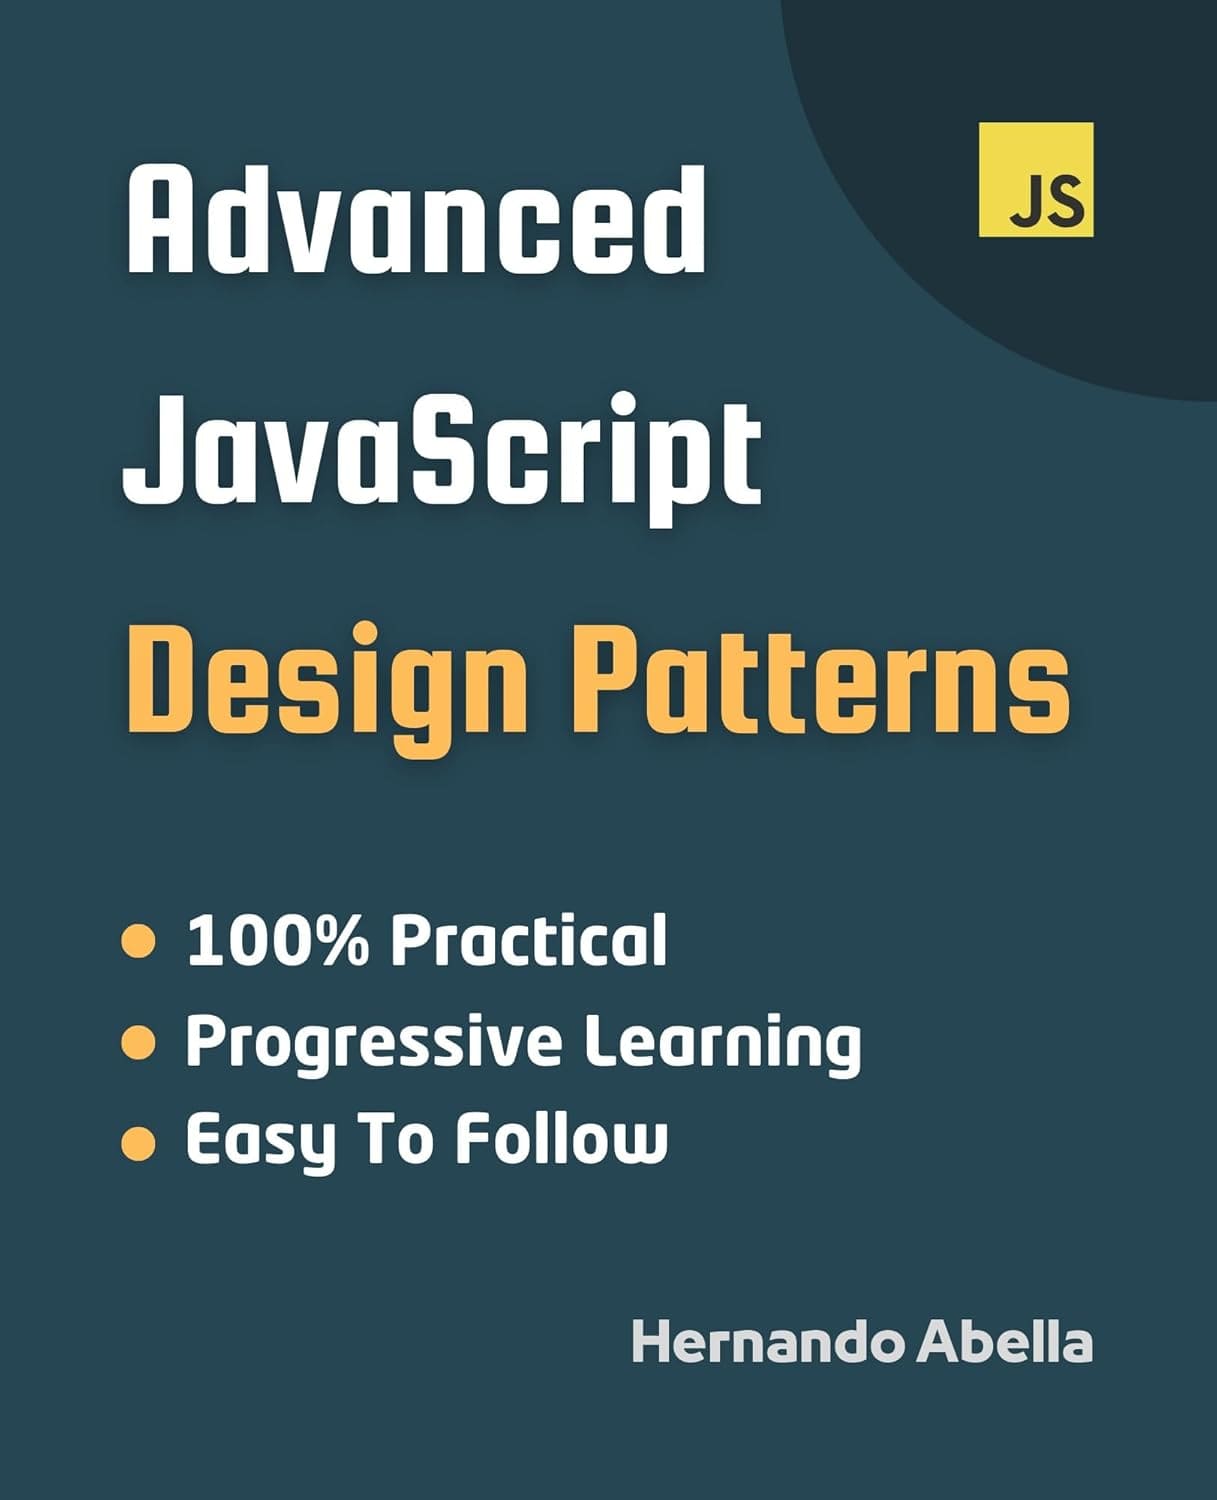 JS
Advanced
JavaScript
Design Patterns
100% Practical
Progressive Learning
Easy To Follow
Hernando Abella